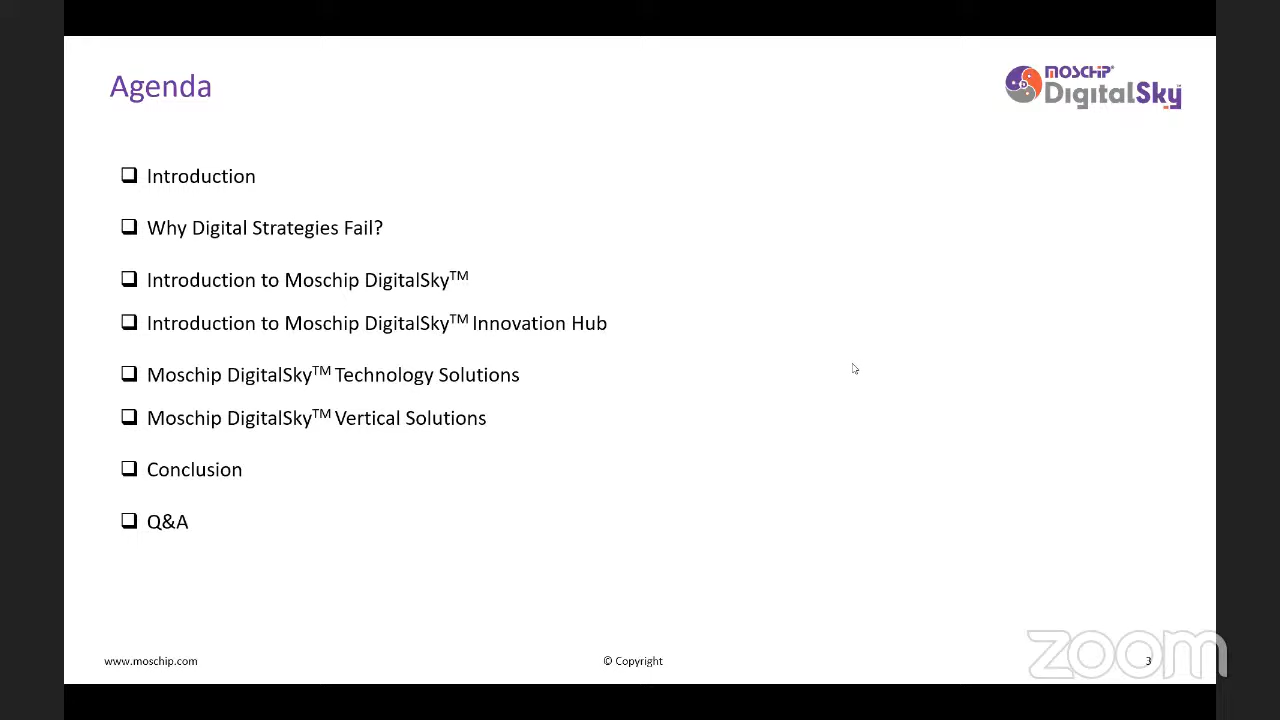 Agenda
MOSCHIP®
DigitalSky
Introduction
Why Digital Strategies Fail?
Introduction to Moschip DigitalSky™
Introduction to Moschip DigitalSky™ Innovation Hub
Moschip DigitalSky™ Technology Solutions
Moschip DigitalSky™ Vertical Solutions
Conclusion
Q&A
www.moschip.com
© Copyright
3
zoom